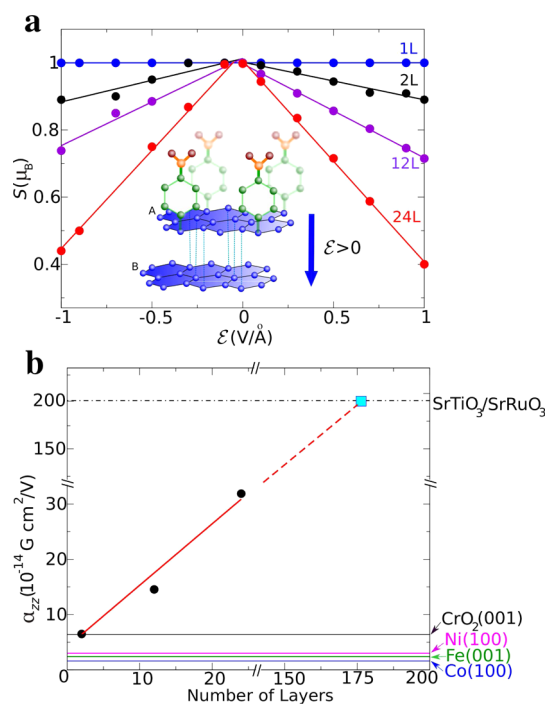 a
1L
2L
12L
24L
S(μB)
1
0.8
0.6
0.4
A
B
ℰ>0
-1 -0.5 0 0.5 1
ℰ(V/Å)
b
200
150
30
20
10
0
αzz(10-14G cm2/V)
SrTiO3/SrRuO3
CrO2(001)
Ni(100)
Fe(001)
Co(100)
0 10 20 150 175 200
Number of Layers